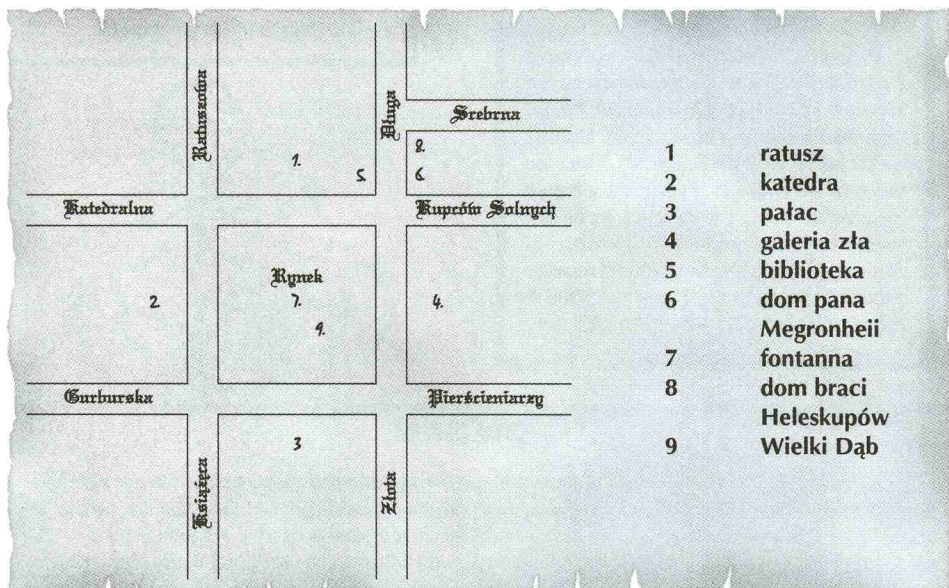 Ratuszowa
Długa
Srebrna
1.
5.
8.
6.
Katedralna
Kupców Solnych
Rynek
2.
7.
9.
4.
Gurburska
Pierścieniarzy
3
Książęca
Złota
1 ratusz
2 katedra
3 pałac
4 galeria zła
5 biblioteka
6 dom pana
Megronheii
7 fontanna
8 dom braci
Heleskupów
9 Wielki Dąb